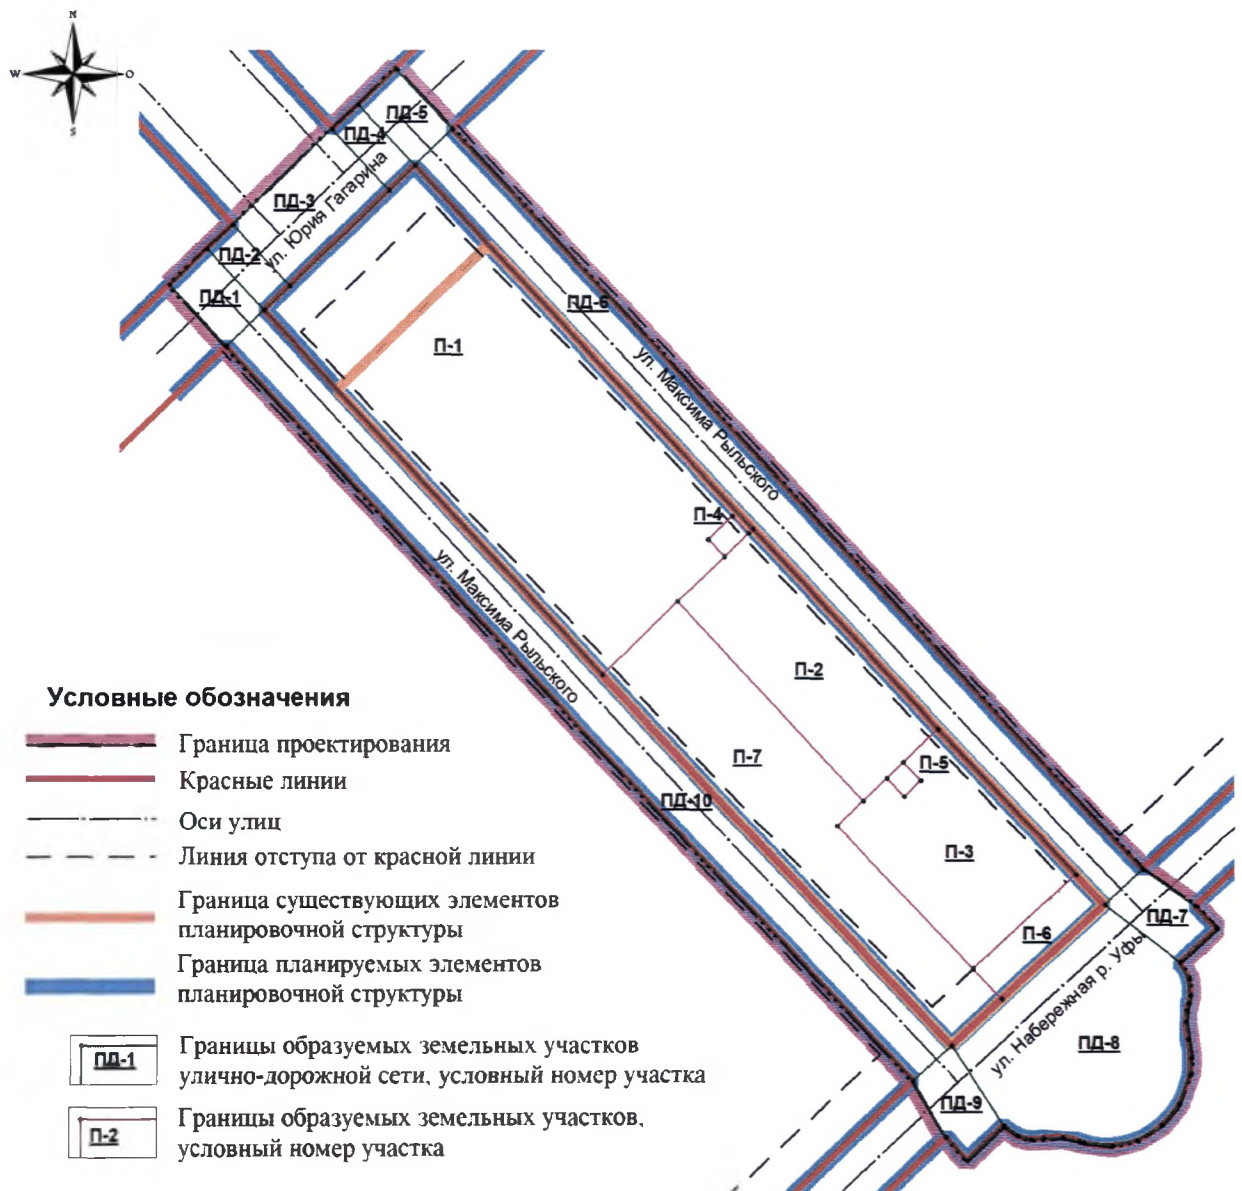 N
W
O
S
ПД-5
ПД-4
ПД-3
ул. Юрия Гагарина
ПД-2
ПД-1
ПД-6
П-1
ул. Максима Рыльского
П-4
ул. Максима Рыльского
П-2
П-7
П-5
ПД-10
П-3
ПД-7
П-6
ул. Набережная р. Уфы
ПД-8
ПД-9
Условные обозначения
Граница проектирования
Красные линии
Оси улиц
Линия отступа от красной линии
Граница существующих элементов
планировочной структуры
Граница планируемых элементов
планировочной структуры
ПД-1
Границы образуемых земельных участков
улично-дорожной сети, условный номер участка
П-2
Границы образуемых земельных участков,
условный номер участка